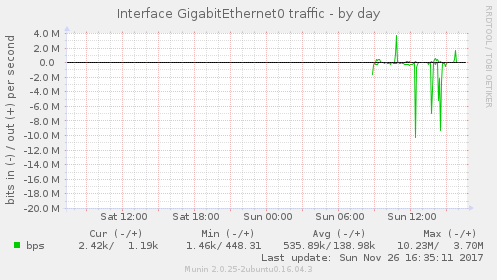 Interface GigabitEthernet0 traffic - by day
bits in (-) / out (+) per second
4.0 M
2.0 M
0.0
-2.0 M
-4.0 M
-6.0 M
-8.0 M
-10.0 M
-12.0 M
-14.0 M
-16.0 M
-18.0 M
-20.0 M
Sat 12:00 Sat 18:00 Sun 00:00 Sun 06:00 Sun 12:00
RRDTOOL / TOBI OETIKER
Cur (-/+) Min (-/+) Avg (-/+) Max (-/+)
bps 2.42k/ 1.19k 1.46k/448.31 535.89k/138.98k 10.23M/ 3.70M
Last update: Sun Nov 26 16:35:11 2017
Munin 2.0.25-2ubuntu0.16.04.3